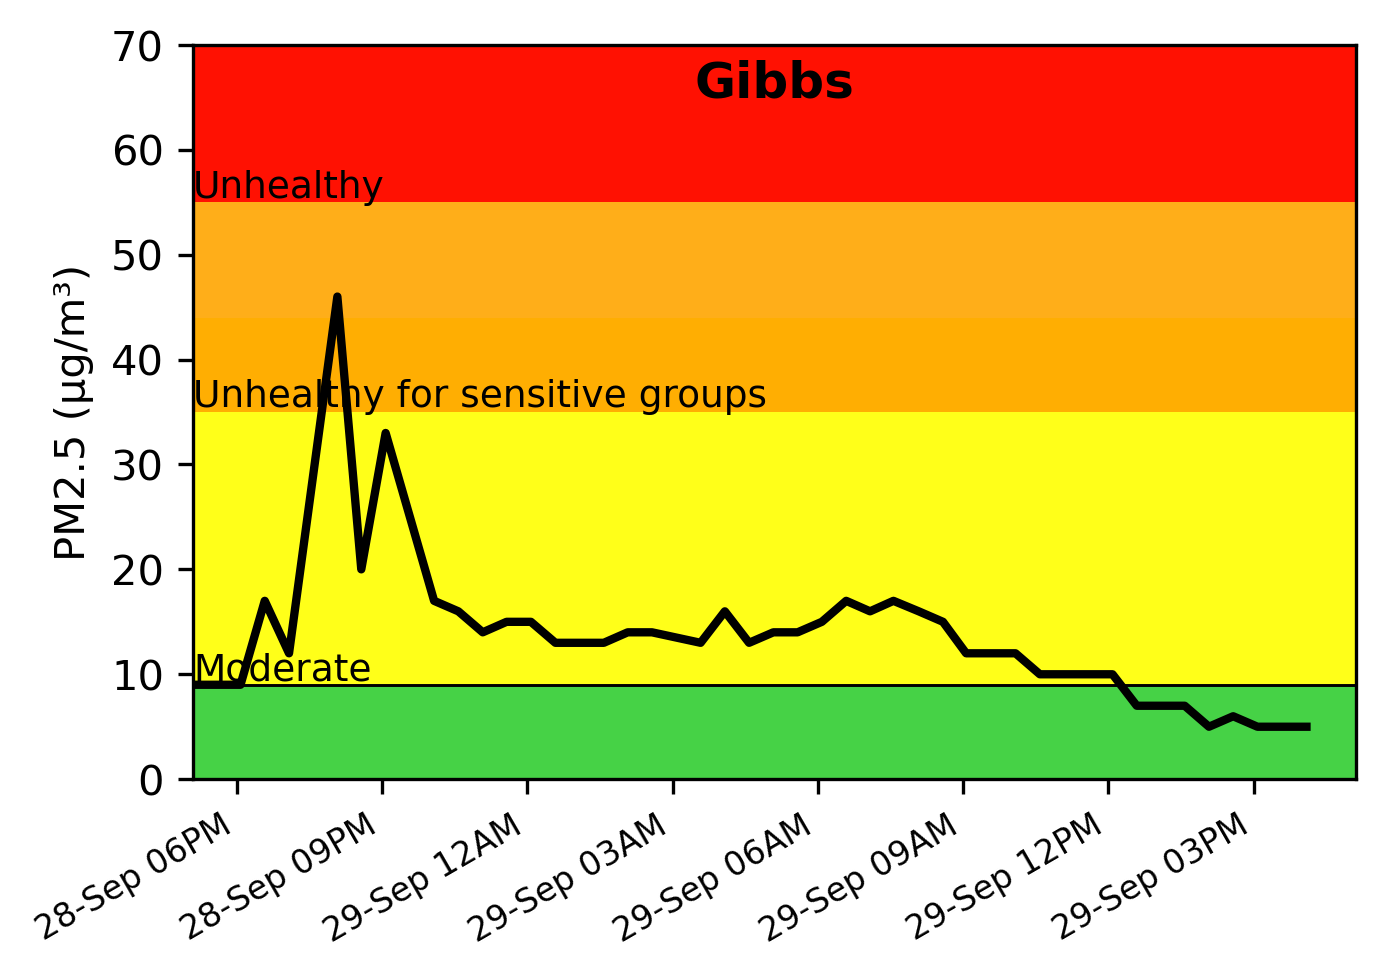 Gibbs
PM2.5 (µg/m³)
70
60
50
40
30
20
10
0
Unhealthy
Unhealthy for sensitive groups
Moderate
28-Sep 06PM
28-Sep 09PM
29-Sep 12AM
29-Sep 03AM
29-Sep 06AM
29-Sep 09AM
29-Sep 12PM
29-Sep 03PM